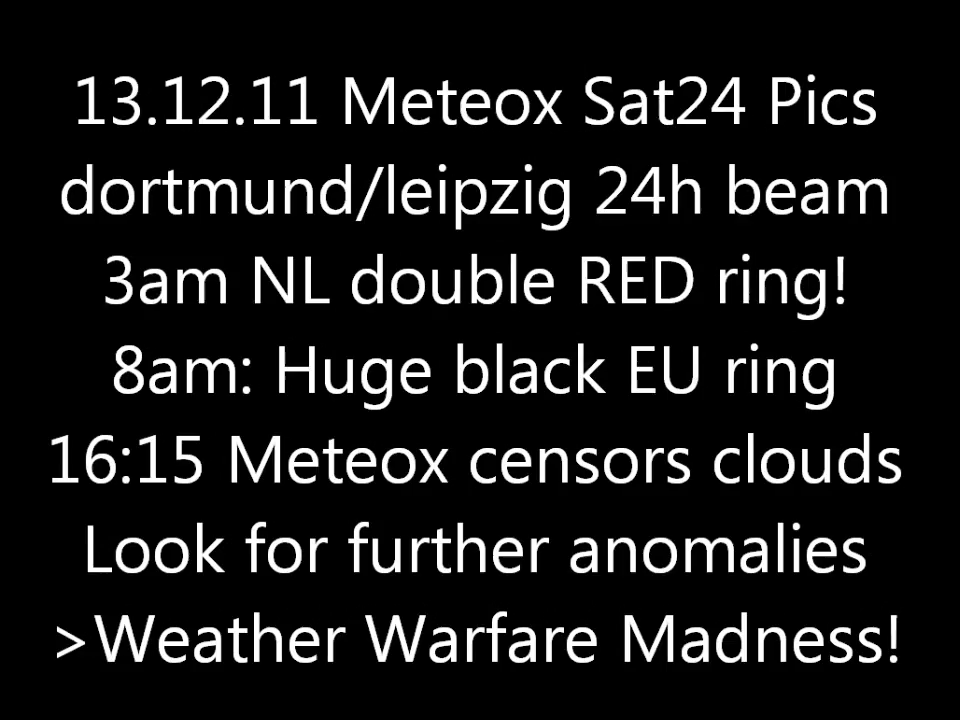 13.12.11 Meteox Sat24 Pics
dortmund/leipzig 24h beam
3am NL double RED ring!
8am: Huge black EU ring
16:15 Meteox censors clouds
Look for further anomalies
>Weather Warfare Madness!